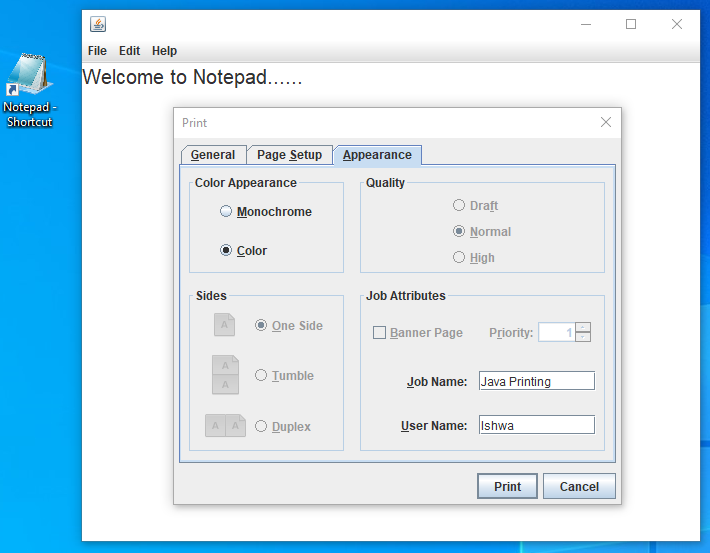 File Edit Help
Welcome to Notepad......
Notepad -
Shortcut
Print
General Page Setup Appearance
Color Appearance
Monochrome
Color
Quality
Draft
Normal
High
Sides
A
One Side
A
A
Tumble
A A
Duplex
Job Attributes
Banner Page Priority: 1
Job Name: Java Printing
User Name: Ishwa
Print Cancel